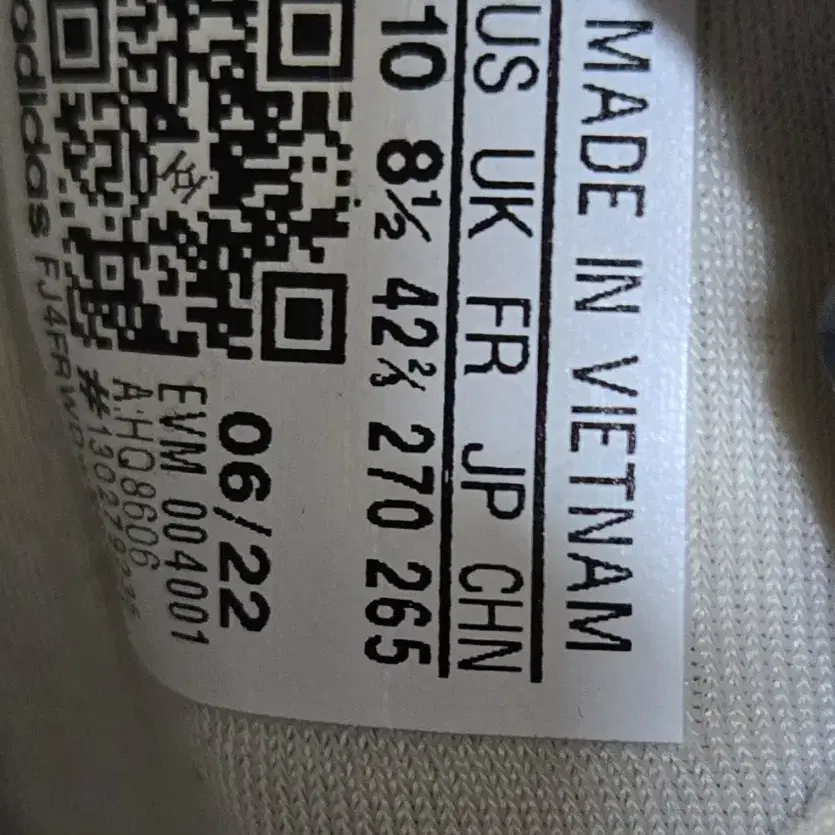 MADE IN VIETNAM
US UK FR JP CHN
10 8½ 42⅔ 270 265
06/22
EVM 004001
A.HQ8606
adidas